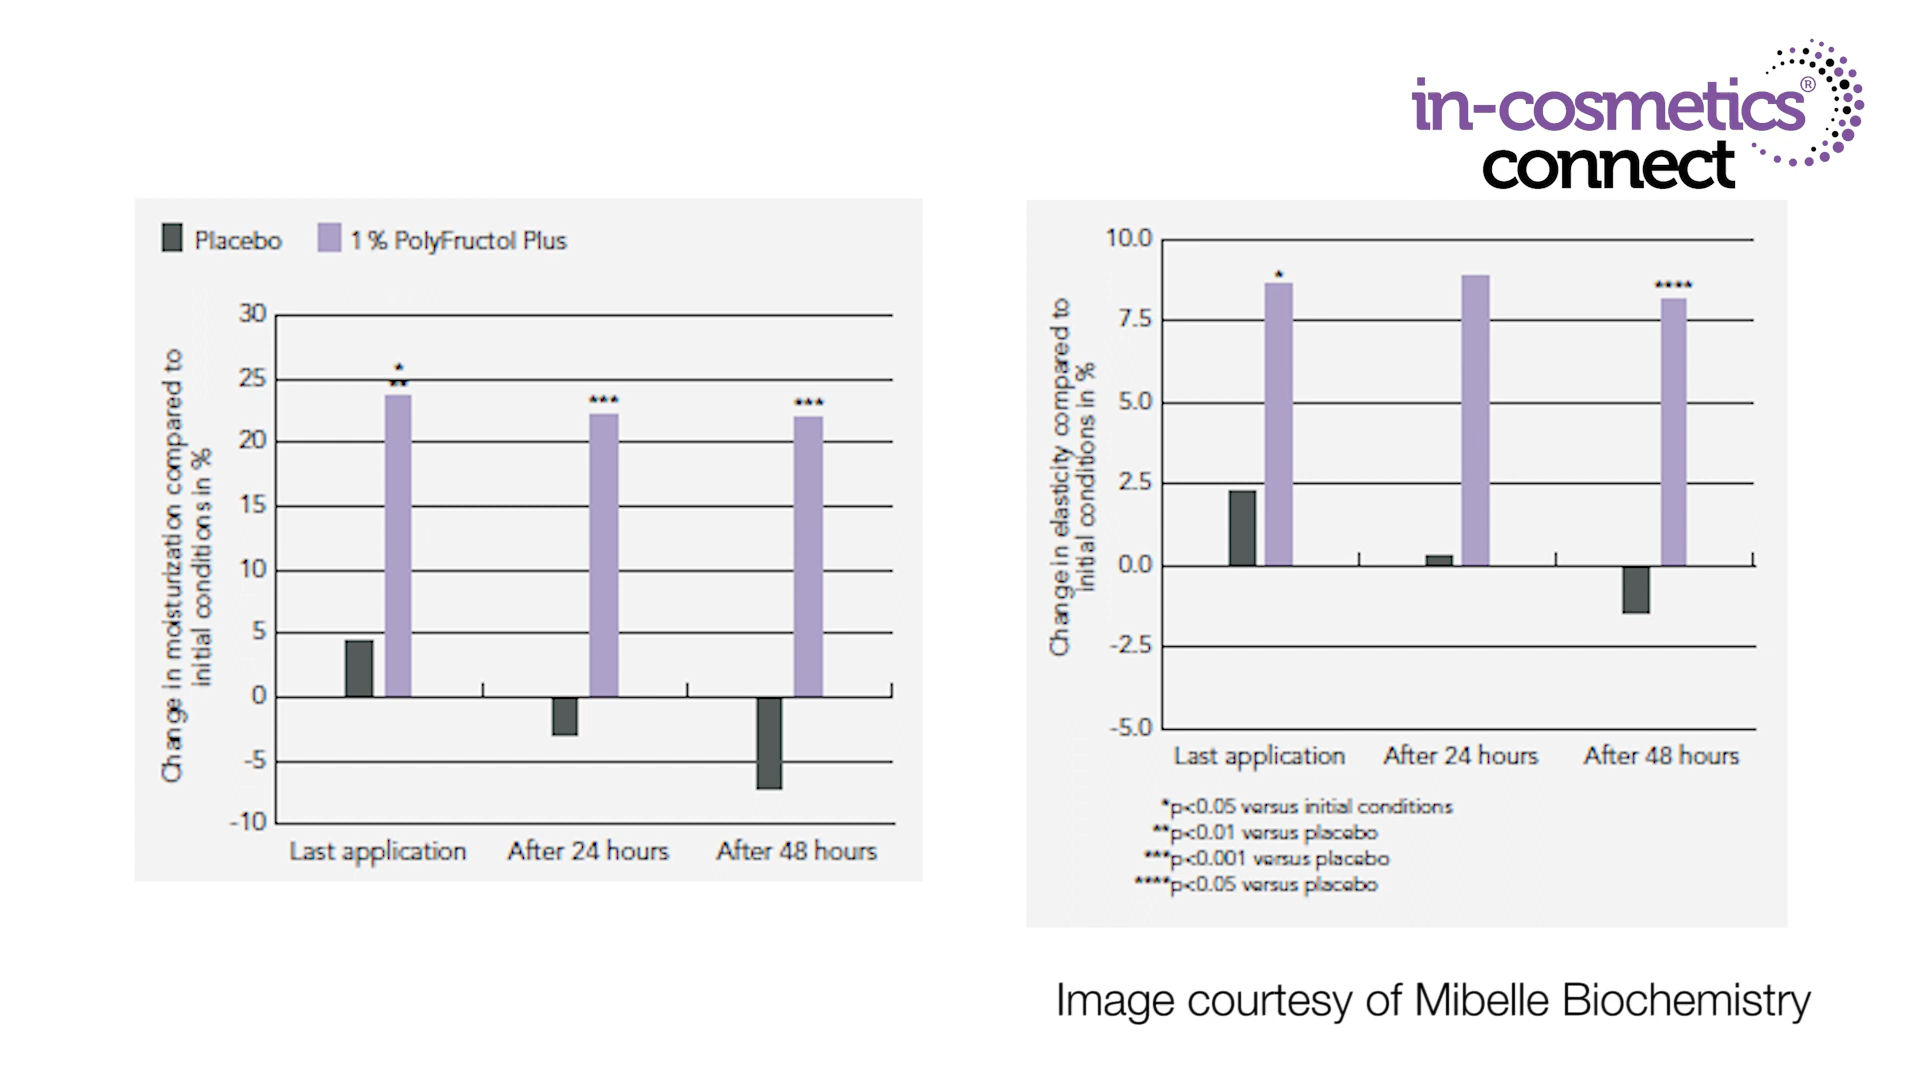 in-cosmetics®
connect
Placebo
1 % PolyFructol Plus
Change in moisturization compared to
initial conditions in %
30
25
20
15
10
5
0
-5
-10
*
**
***
***
Last application
After 24 hours
After 48 hours
Change in elasticity compared to
initial conditions in %
10.0
7.5
5.0
2.5
0.0
-2.5
-5.0
*
****
Last application
After 24 hours
After 48 hours
*p<0.05 versus initial conditions
**p<0.01 versus placebo
***p<0.001 versus placebo
****p<0.05 versus placebo
Image courtesy of Mibelle Biochemistry